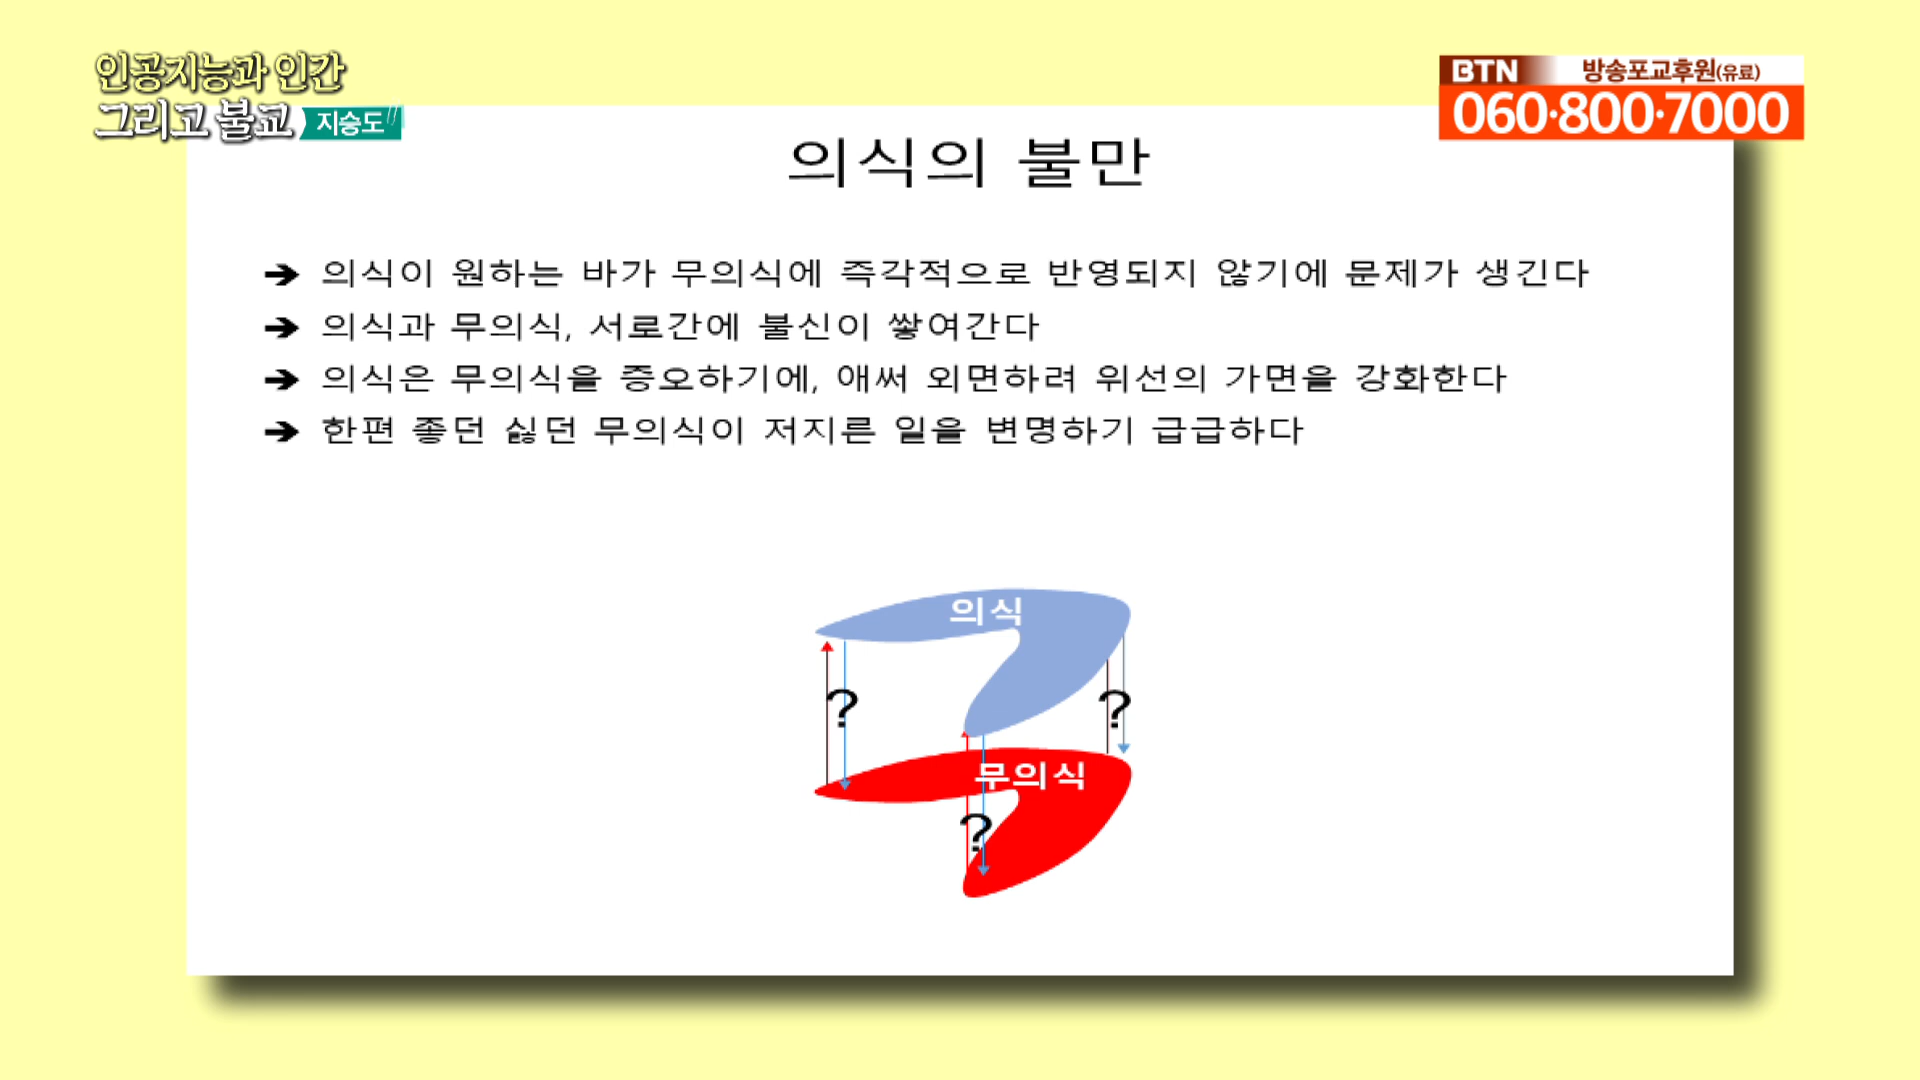 인공지능과 인간
그리고 불교 지승도
BTN 방송포교후원(유료)
060·800·7000
의식의 불만
➔ 의식이 원하는 바가 무의식에 즉각적으로 반영되지 않기에 문제가 생긴다
➔ 의식과 무의식, 서로간에 불신이 쌓여간다
➔ 의식은 무의식을 증오하기에, 애써 외면하려 위선의 가면을 강화한다
➔ 한편 좋던 싫던 무의식이 저지른 일을 변명하기 급급하다
의식
? ?
무의식
?